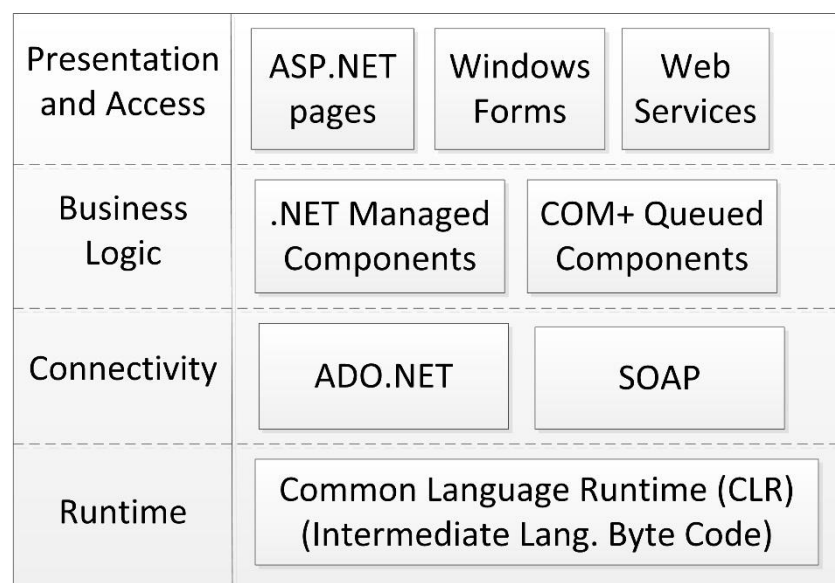 Presentation
and Access
ASP.NET
pages
Windows
Forms
Web
Services
Business
Logic
.NET Managed
Components
COM+ Queued
Components
Connectivity
ADO.NET
SOAP
Runtime
Common Language Runtime (CLR)
(Intermediate Lang. Byte Code)